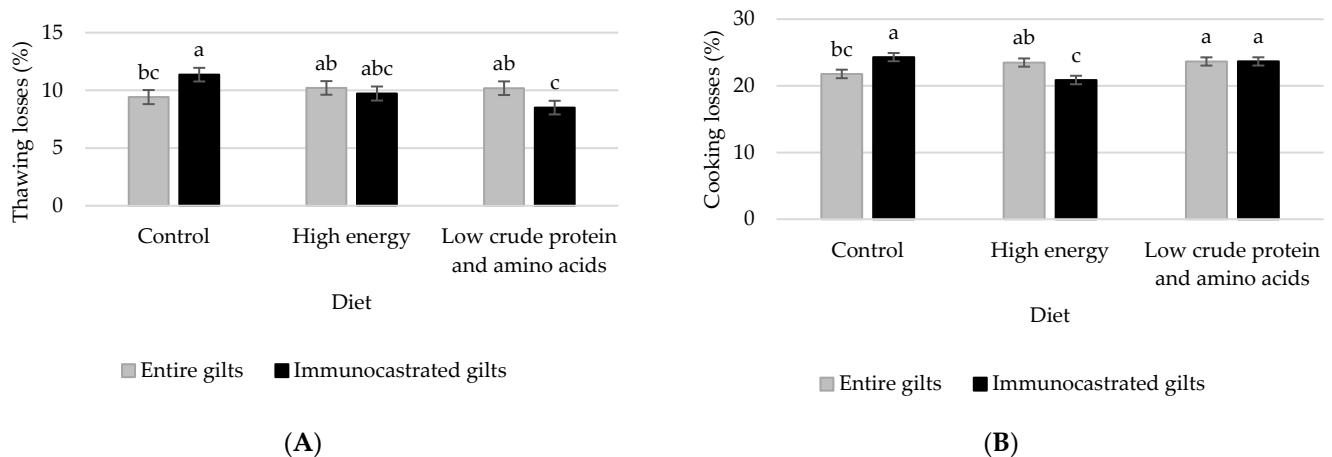 Thawing losses (%)
15
10
5
0
bc
a
ab
abc
ab
c
Control
High energy
Low crude protein
and amino acids
Diet
Entire gilts
Immunocastrated gilts
(A)
Cooking losses (%)
30
20
10
0
bc
a
ab
c
a
a
Control
High energy
Low crude protein
and amino acids
Diet
Entire gilts
Immunocastrated gilts
(B)